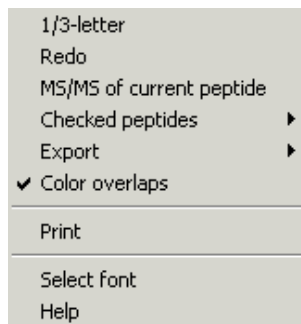 1/3-letter
Redo
MS/MS of current peptide
Checked peptides
Export
Color overlaps
Print
Select font
Help